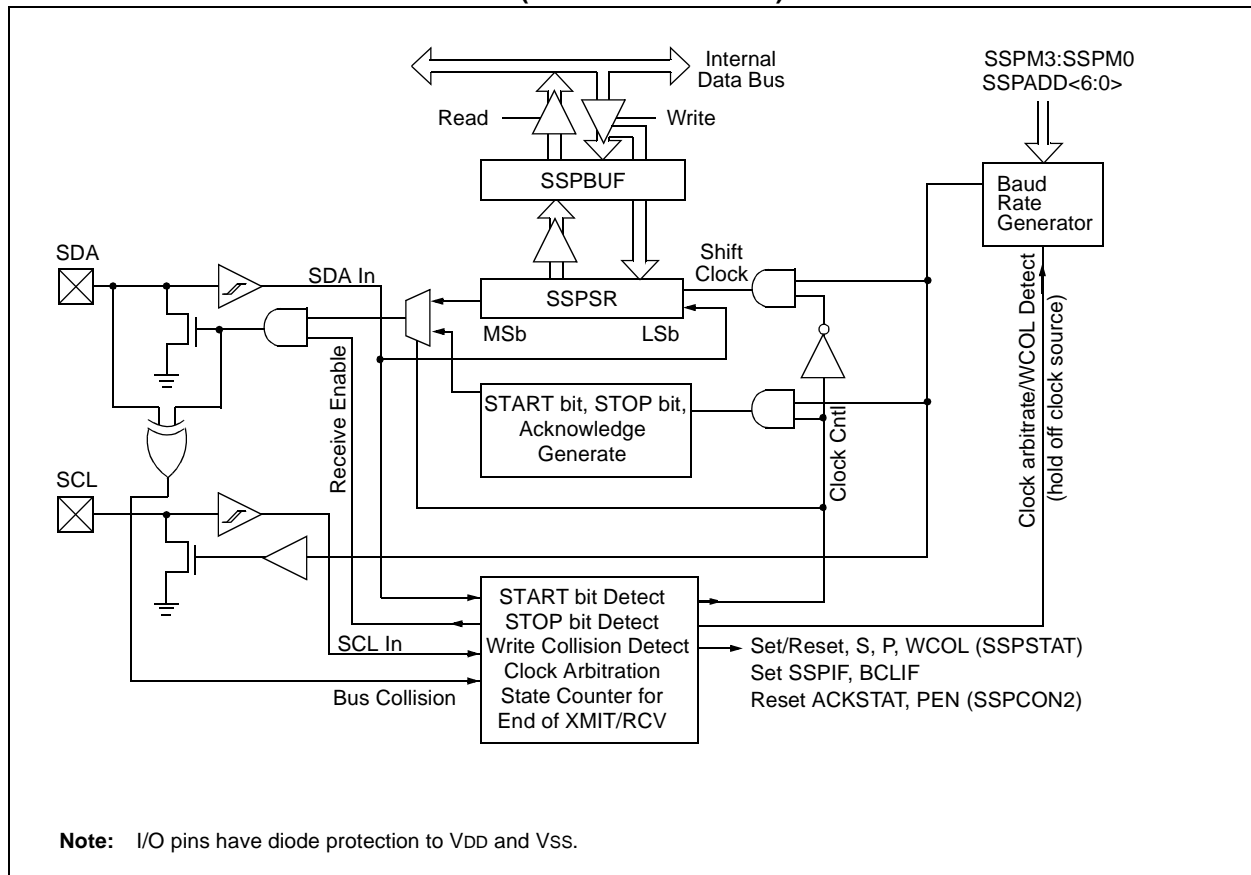 Internal
Data Bus
SSPM3:SSPM0
SSPADD<6:0>
Read
Write
SSPBUF
Baud
Rate
Generator
SDA
SDA In
Shift
Clock
SSPSR
MSb
LSb
Receive Enable
START bit, STOP bit,
Acknowledge
Generate
Clock Cntl
Clock arbitrate/WCOL Detect
(hold off clock source)
SCL
SCL In
Bus Collision
START bit Detect
STOP bit Detect
Write Collision Detect
Clock Arbitration
State Counter for
End of XMIT/RCV
Set/Reset, S, P, WCOL (SSPSTAT)
Set SSPIF, BCLIF
Reset ACKSTAT, PEN (SSPCON2)
Note: I/O pins have diode protection to VDD and VSS.